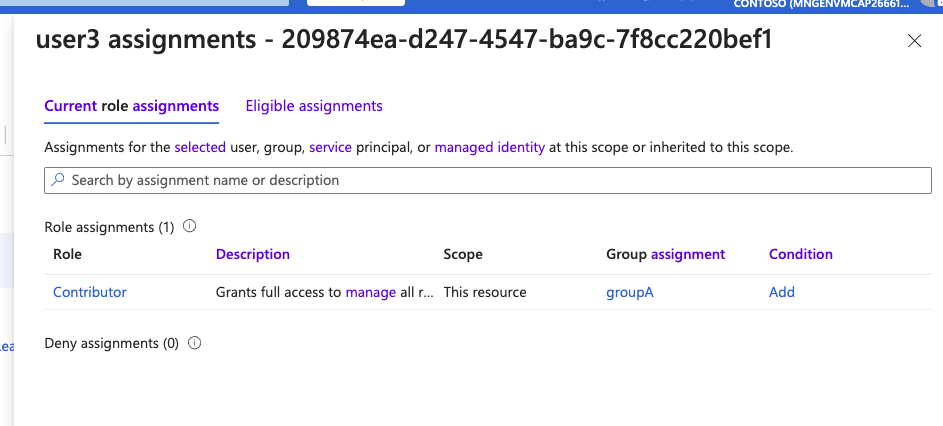 CONTOSO (MNGENVMCAP26661...
user3 assignments - 209874ea-d247-4547-ba9c-7f8cc220bef1
Current role assignments Eligible assignments
Assignments for the selected user, group, service principal, or managed identity at this scope or inherited to this scope.
Search by assignment name or description
Role assignments (1)
Role Description Scope Group assignment Condition
Contributor Grants full access to manage all r... This resource groupA Add
Deny assignments (0)